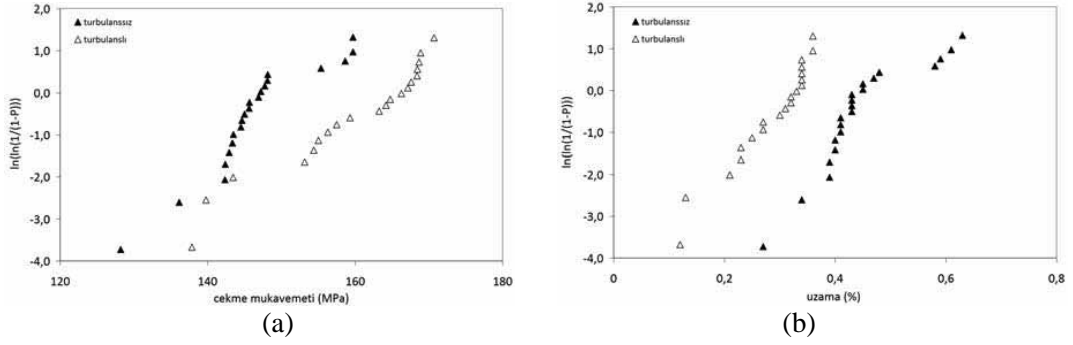 turbulanssız
turbulanslı
ln(ln(1/(1-P)))
2,0
1,0
0,0
-1,0
-2,0
-3,0
-4,0
120
140
160
180
cekme mukavemeti (MPa)
(a)
turbulanssız
turbulanslı
ln(ln(1/(1-P)))
2,0
1,0
0,0
-1,0
-2,0
-3,0
-4,0
0
0,2
0,4
0,6
0,8
uzama (%)
(b)